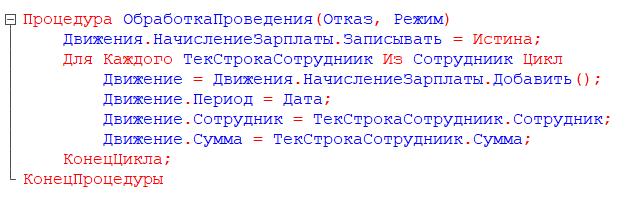 Процедура ОбработкаПроведения(Отказ, Режим)
Движения.НачислениеЗарплаты.Записывать = Истина;
Для Каждого ТекСтрокаСотрудниик Из Сотрудниик Цикл
Движение = Движения.НачислениеЗарплаты.Добавить();
Движение.Период = Дата;
Движение.Сотрудник = ТекСтрокаСотрудниик.Сотрудник;
Движение.Сумма = ТекСтрокаСотрудниик.Сумма;
КонецЦикла;
КонецПроцедуры